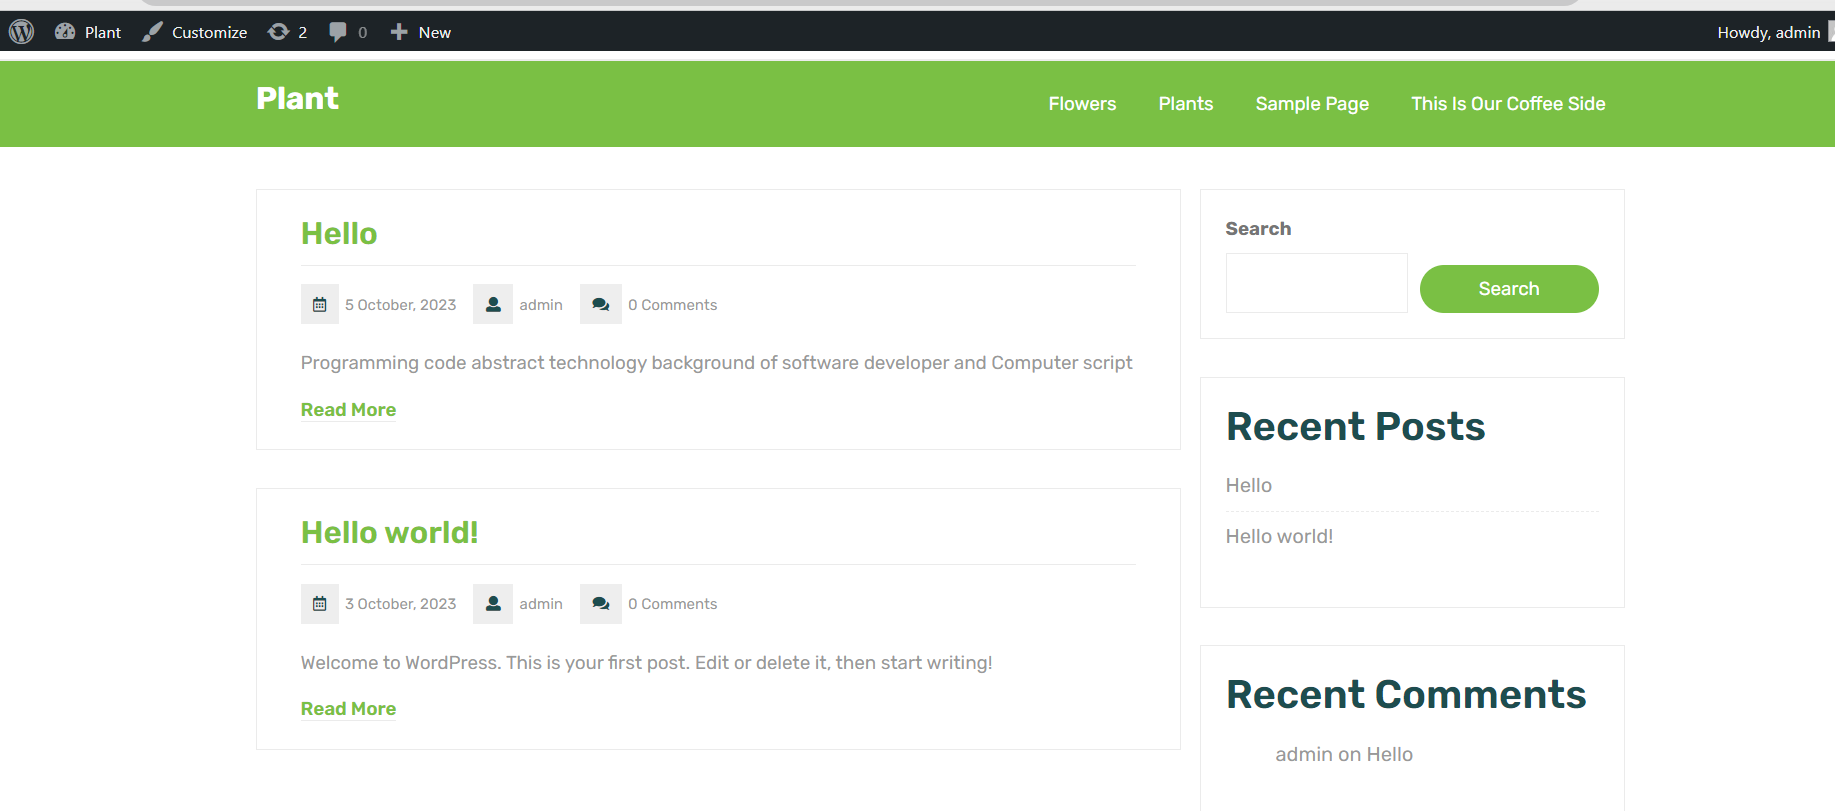 Plant Customize 2 0 New Howdy, admin
Plant Flowers Plants Sample Page This Is Our Coffee Side
Hello
5 October, 2023 admin 0 Comments
Programming code abstract technology background of software developer and Computer script
Read More
Hello world!
3 October, 2023 admin 0 Comments
Welcome to WordPress. This is your first post. Edit or delete it, then start writing!
Read More
Search
Search
Recent Posts
Hello
Hello world!
Recent Comments
admin on Hello